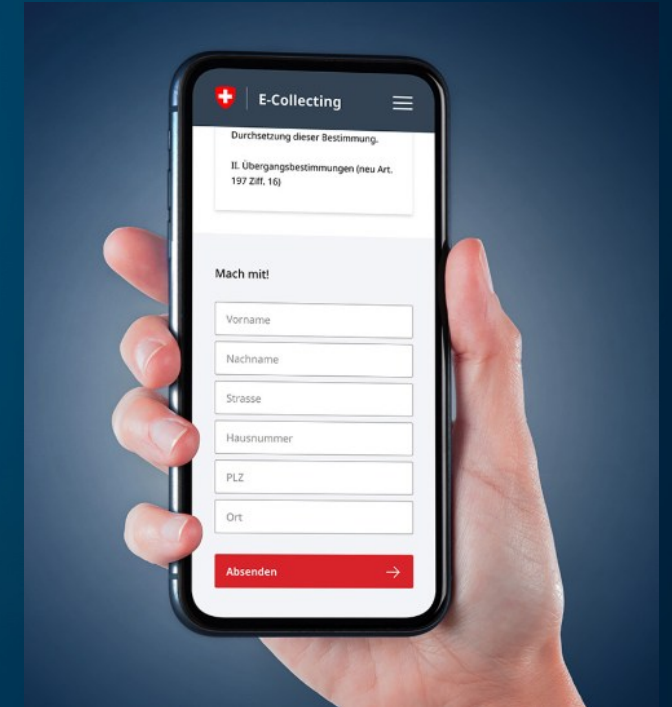 E-Collecting
Durchsetzung dieser Bestimmung.
II. Übergangsbestimmungen (neu Art.
197 Ziff. 16)
Mach mit!
Vorname
Nachname
Strasse
Hausnummer
PLZ
Ort
Absenden